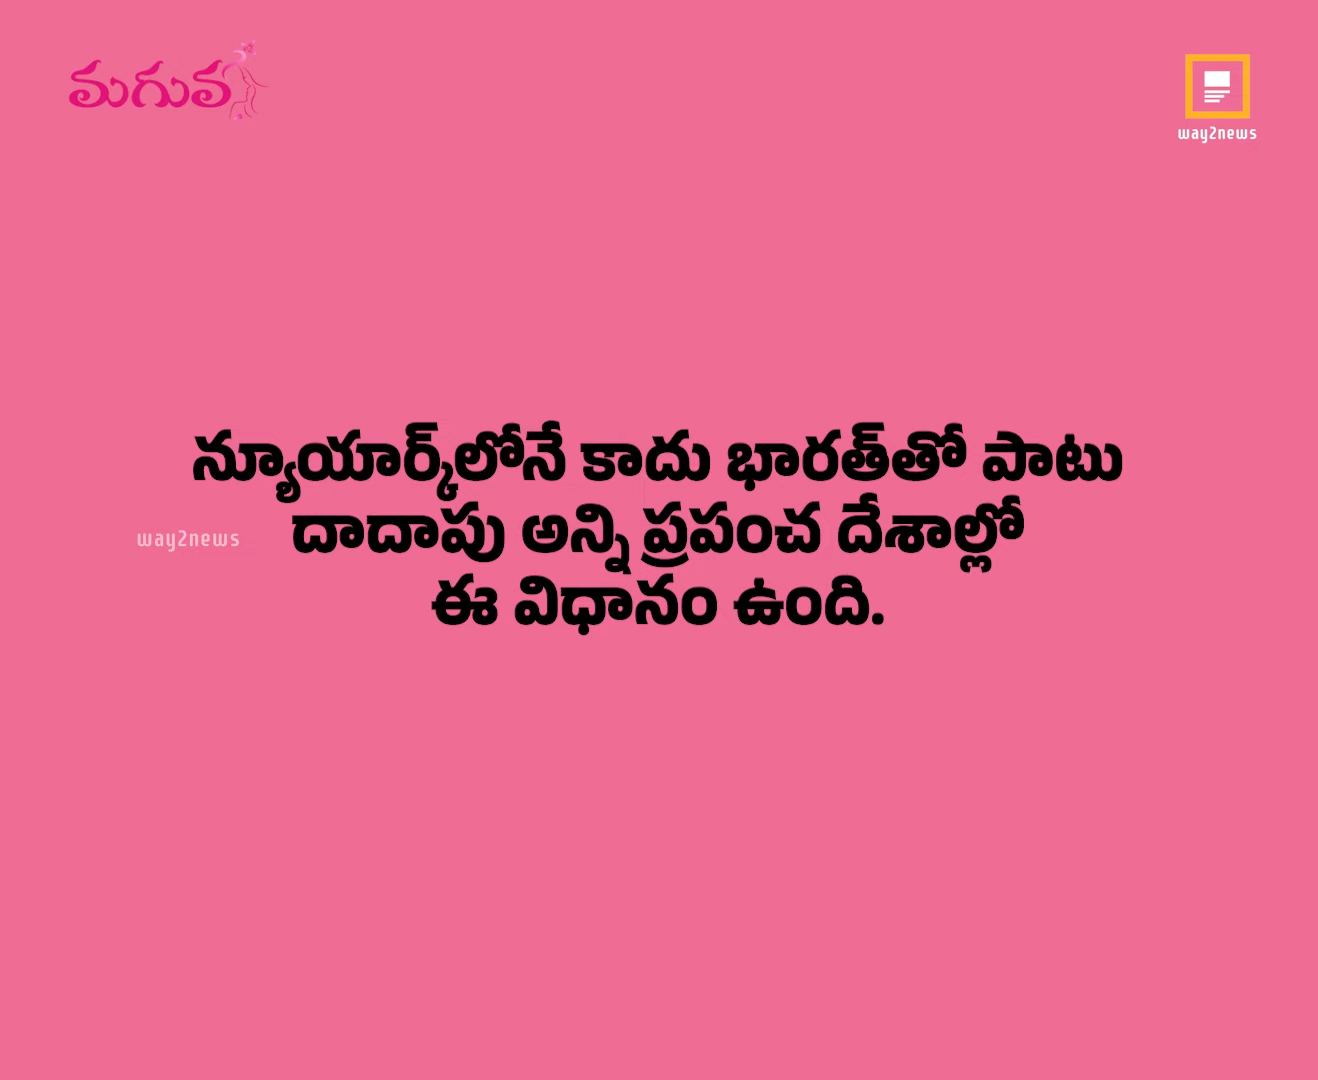 మగువ
way2news
న్యూయార్క్‌లోనే కాదు భారత్‌తో పాటు
దాదాపు అన్ని ప్రపంచ దేశాల్లో
way2news
ఈ విధానం ఉంది.